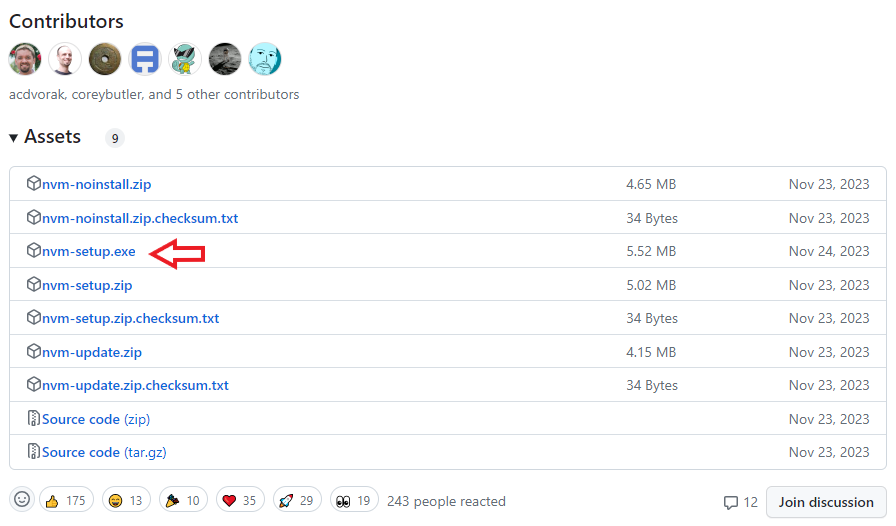 Contributors
acdvorak, coreybutler, and 5 other contributors
Assets 9
nvm-noinstall.zip 4.65 MB Nov 23, 2023
nvm-noinstall.zip.checksum.txt 34 Bytes Nov 23, 2023
nvm-setup.exe 5.52 MB Nov 24, 2023
nvm-setup.zip 5.02 MB Nov 23, 2023
nvm-setup.zip.checksum.txt 34 Bytes Nov 23, 2023
nvm-update.zip 4.15 MB Nov 23, 2023
nvm-update.zip.checksum.txt 34 Bytes Nov 23, 2023
Source code (zip) Nov 23, 2023
Source code (tar.gz) Nov 23, 2023
175 13 10 35 29 19 243 people reacted 12 Join discussion